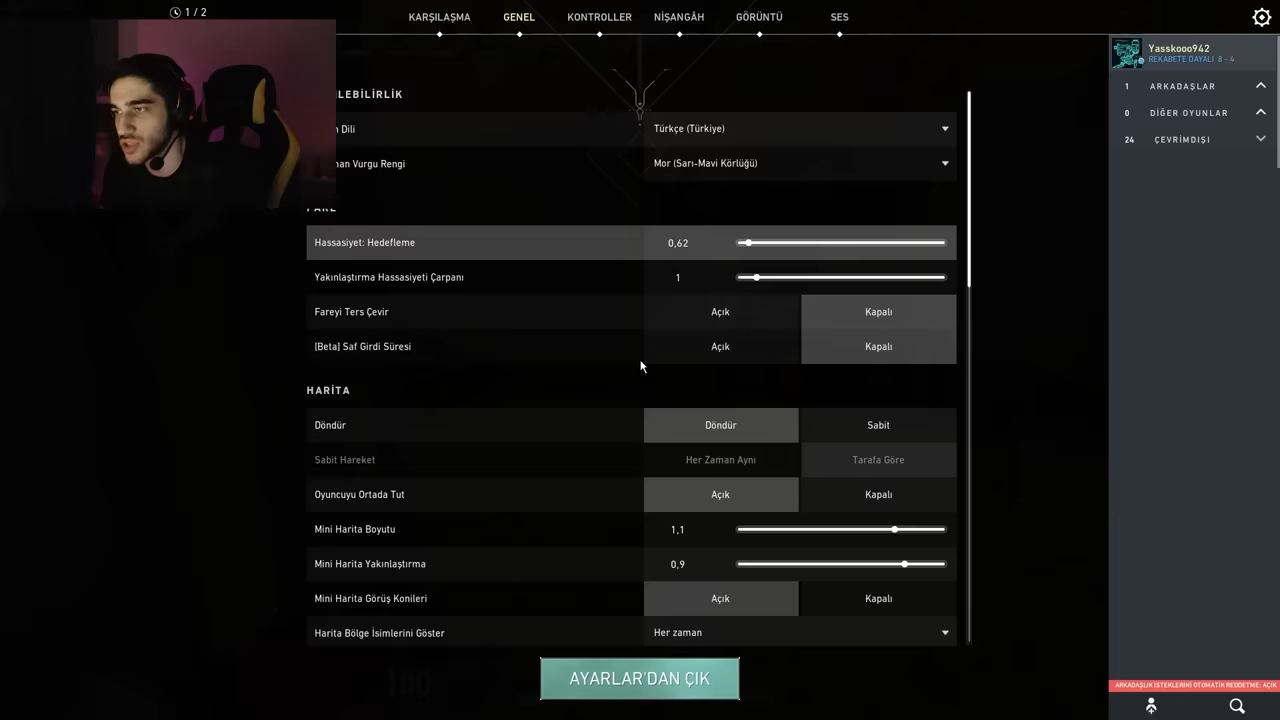 1 / 2
KARŞILAŞMA
GENEL
KONTROLLER
NİŞANGÂH
GÖRÜNTÜ
SES
LEBİLİRLİK
Dili
Türkçe (Türkiye)
Vurgu Rengi
Mor (Sarı-Mavi Körlüğü)
Hassasiyet: Hedefleme
0,62
Yakınlaştırma Hassasiyeti Çarpanı
1
Fareyi Ters Çevir
Açık
Kapalı
[Beta] Saf Girdi Süresi
Açık
Kapalı
HARİTA
Döndür
Döndür
Sabit
Sabit Hareket
Her Zaman Aynı
Tarafa Göre
Oyuncuyu Ortada Tut
Açık
Kapalı
Mini Harita Boyutu
1,1
Mini Harita Yakınlaştırma
0,9
Mini Harita Görüş Konileri
Açık
Kapalı
Harita Bölge İsimlerini Göster
Her zaman
AYARLAR'DAN ÇIK
100
Yasskooo942
REKABETE DAYALI 8 - 4
1 ARKADAŞLAR
0 DİĞER OYUNLAR
24 ÇEVRİMDIŞI
ARKADAŞLIK İSTEKLERİNİ OTOMATİK REDDETME: AÇIK